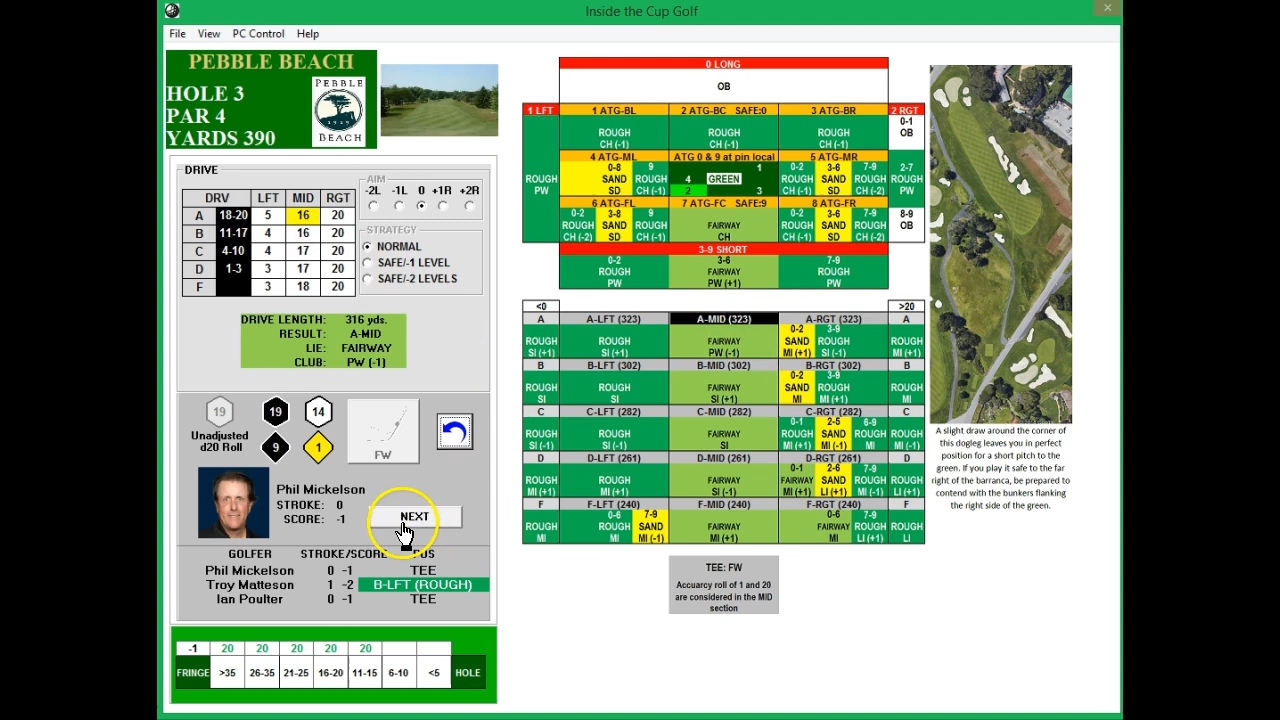 Inside the Cup Golf
File View PC Control Help
PEBBLE BEACH
HOLE 3
PAR 4
YARDS 390
PEBBLE
BEACH
DRIVE
DRV LFT MID RGT
A 18-20 5 16 20
B 11-17 4 16 20
C 4-10 4 17 20
D 1-3 3 17 20
F 3 18 20
AIM
-2L -1L 0 +1R +2R
STRATEGY
NORMAL
SAFE/-1 LEVEL
SAFE/-2 LEVELS
DRIVE LENGTH: 316 yds.
RESULT: A-MID
LIE: FAIRWAY
CLUB: PW (-1)
19 19 14
Unadjusted
d20 Roll
9 1
FW
Phil Mickelson
STROKE: 0
SCORE: -1
NEXT
GOLFER STROKE/SCORE POS
Phil Mickelson 0 -1 TEE
Troy Matteson 1 -2 B-LFT (ROUGH)
Ian Poulter 0 -1 TEE
-1 20 20 20 20 20
FRINGE >35 26-35 21-25 16-20 11-15 6-10 <5 HOLE
0 LONG
OB
1 LFT 1 ATG-BL 2 ATG-BC SAFE:0 3 ATG-BR 2 RGT
0-1
OB
ROUGH ROUGH ROUGH
CH (-1) CH (-1) CH (-1)
4 ATG-ML ATG 0 & 9 at pin local 5 ATG-MR
0-8 9 1 0-2 3-6 7-9 2-7
ROUGH SAND ROUGH 4 GREEN ROUGH SAND ROUGH ROUGH
PW SD CH (-1) 2 3 CH (-1) SD CH (-1) PW
6 ATG-FL 7 ATG-FC SAFE:9 8 ATG-FR
0-2 3-8 9 0-2 3-6 7-9 8-9
ROUGH SAND ROUGH FAIRWAY ROUGH SAND ROUGH OB
CH (-2) SD CH (-1) CH CH (-1) SD CH (-2)
3-9 SHORT
0-2 3-6 7-9
ROUGH FAIRWAY ROUGH
PW PW (+1) PW
<0 >20
A A-LFT (323) A-MID (323) A-RGT (323) A
0-2 3-9
ROUGH ROUGH FAIRWAY SAND ROUGH ROUGH
SI (+1) SI (+1) PW (-1) MI (+1) SI (-1) MI (+1)
B B-LFT (302) B-MID (302) B-RGT (302) B
0-2 3-9
ROUGH ROUGH FAIRWAY SAND ROUGH ROUGH
SI SI SI (+1) MI MI (+1) MI
C C-LFT (282) C-MID (282) C-RGT (282) C
0-1 2-5 6-9
ROUGH ROUGH FAIRWAY ROUGH SAND ROUGH ROUGH
SI (-1) SI (-1) SI MI MI (-1) MI MI (-1)
D D-LFT (261) D-MID (261) D-RGT (261) D
0-1 2-6 7-9
ROUGH ROUGH FAIRWAY FAIRWAY SAND ROUGH ROUGH
MI (+1) MI (+1) SI (-1) MI (+1) LI (+1) MI (-1) LI (+1)
F F-LFT (240) F-MID (240) F-RGT (240) F
0-6 7-9 0-6 7-9
ROUGH ROUGH SAND FAIRWAY FAIRWAY ROUGH ROUGH
MI MI MI (-1) MI (+1) MI LI (+1) LI
TEE: FW
Accuarcy roll of 1 and 20
are considered in the MID
section
A slight draw around the corner of
this dogleg leaves you in perfect
position for a short pitch to the
green. If you play it safe to the far
right of the barranca, be prepared to
contend with the bunkers flanking
the right side of the green.